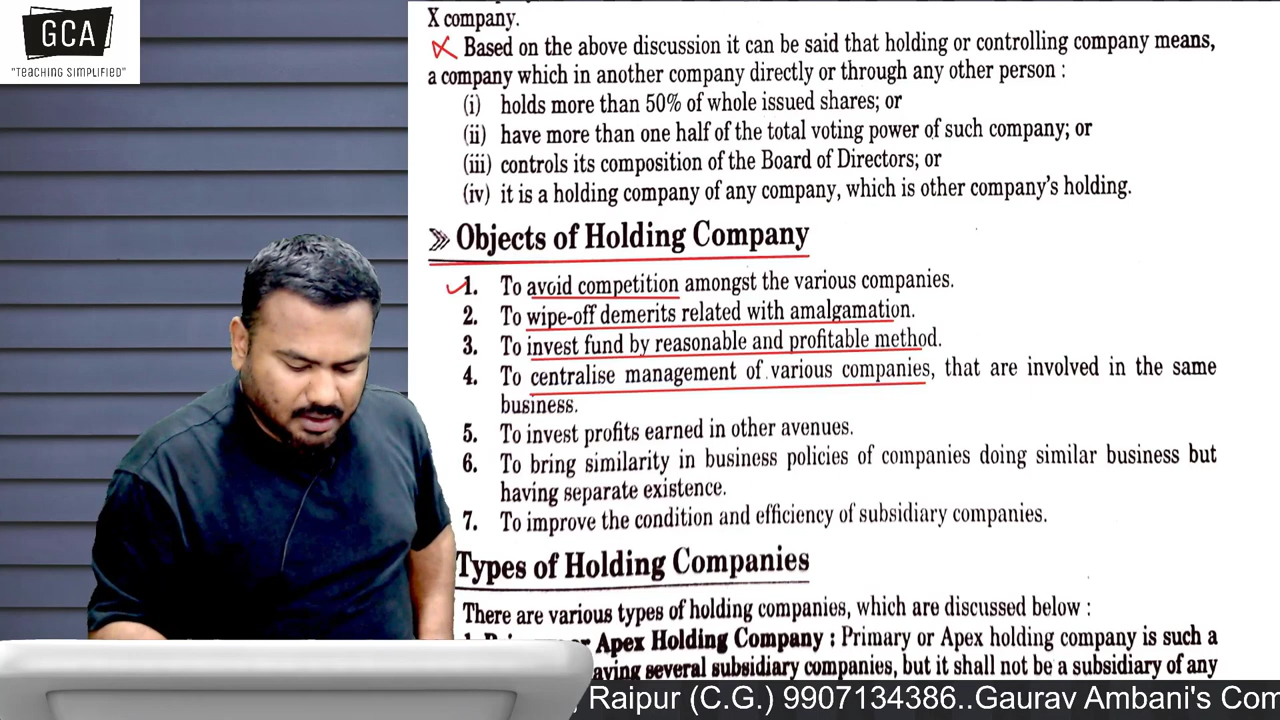 GCA
"TEACHING SIMPLIFIED"
X company.
Based on the above discussion it can be said that holding or controlling company means,
a company which in another company directly or through any other person :
(i) holds more than 50% of whole issued shares; or
(ii) have more than one half of the total voting power of such company; or
(iii) controls its composition of the Board of Directors; or
(iv) it is a holding company of any company, which is other company's holding.
Objects of Holding Company
1. To avoid competition amongst the various companies.
2. To wipe-off demerits related with amalgamation.
3. To invest fund by reasonable and profitable method.
4. To centralise management of various companies, that are involved in the same
business.
5. To invest profits earned in other avenues.
6. To bring similarity in business policies of companies doing similar business but
having separate existence.
7. To improve the condition and efficiency of subsidiary companies.
Types of Holding Companies
There are various types of holding companies, which are discussed below :
Apex Holding Company : Primary or Apex holding company is such a
several subsidiary companies, but it shall not be a subsidiary of any
Raipur (C.G.) 9907134386..Gaurav Ambani's Com